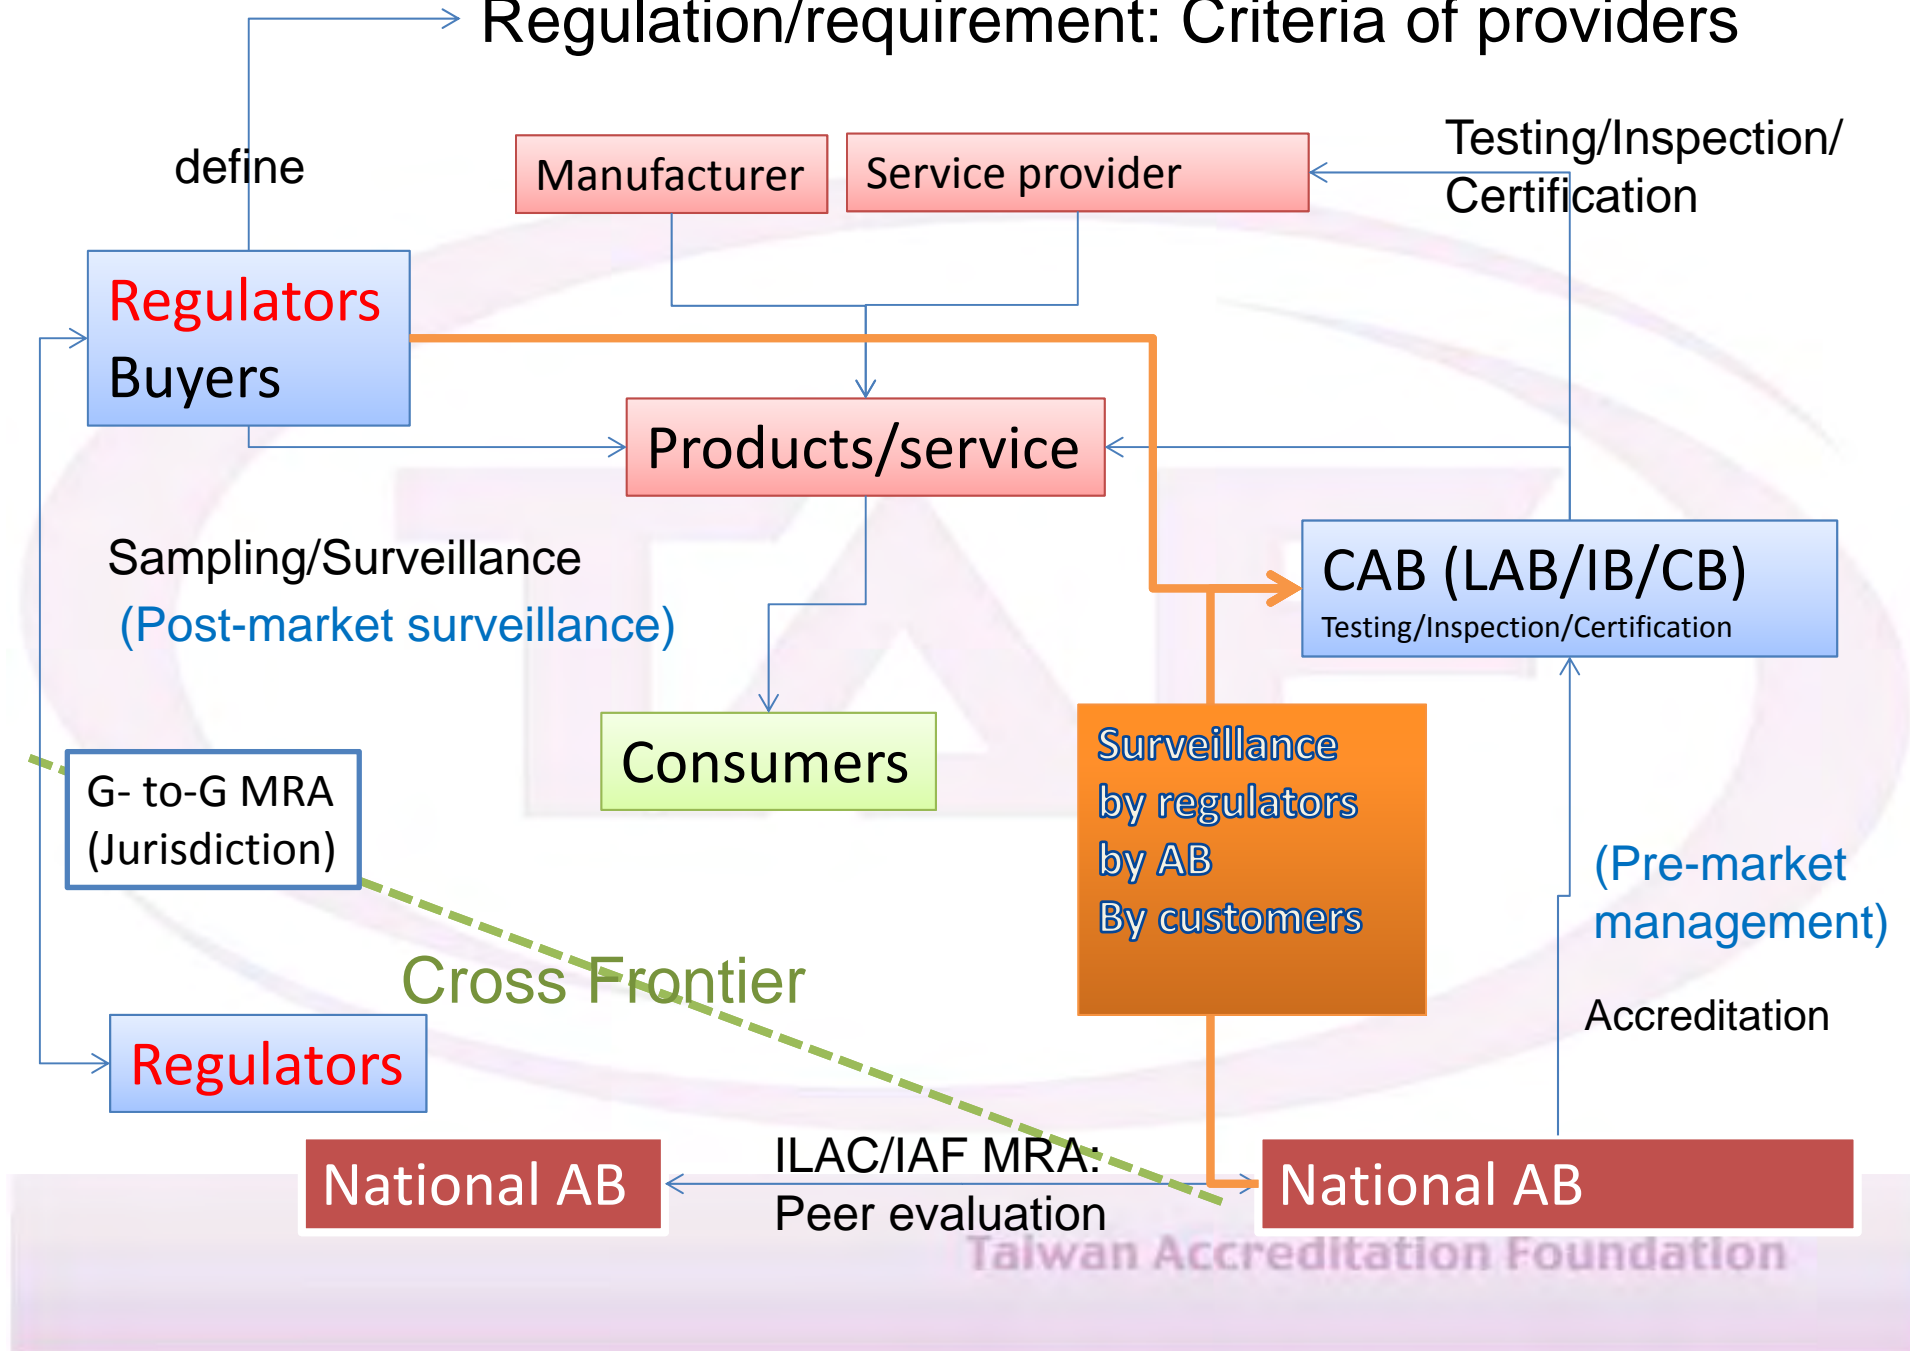 Regulation/requirement: Criteria of providers
define
Manufacturer
Service provider
Testing/Inspection/
Certification
Regulators
Buyers
Products/service
Sampling/Surveillance
(Post-market surveillance)
CAB (LAB/IB/CB)
Testing/Inspection/Certification
Consumers
Surveillance
by regulators
by AB
By customers
G- to-G MRA
(Jurisdiction)
(Pre-market
management)
Cross Frontier
Accreditation
Regulators
National AB
ILAC/IAF MRA:
Peer evaluation
National AB
Taiwan Accreditation Foundation
TAF